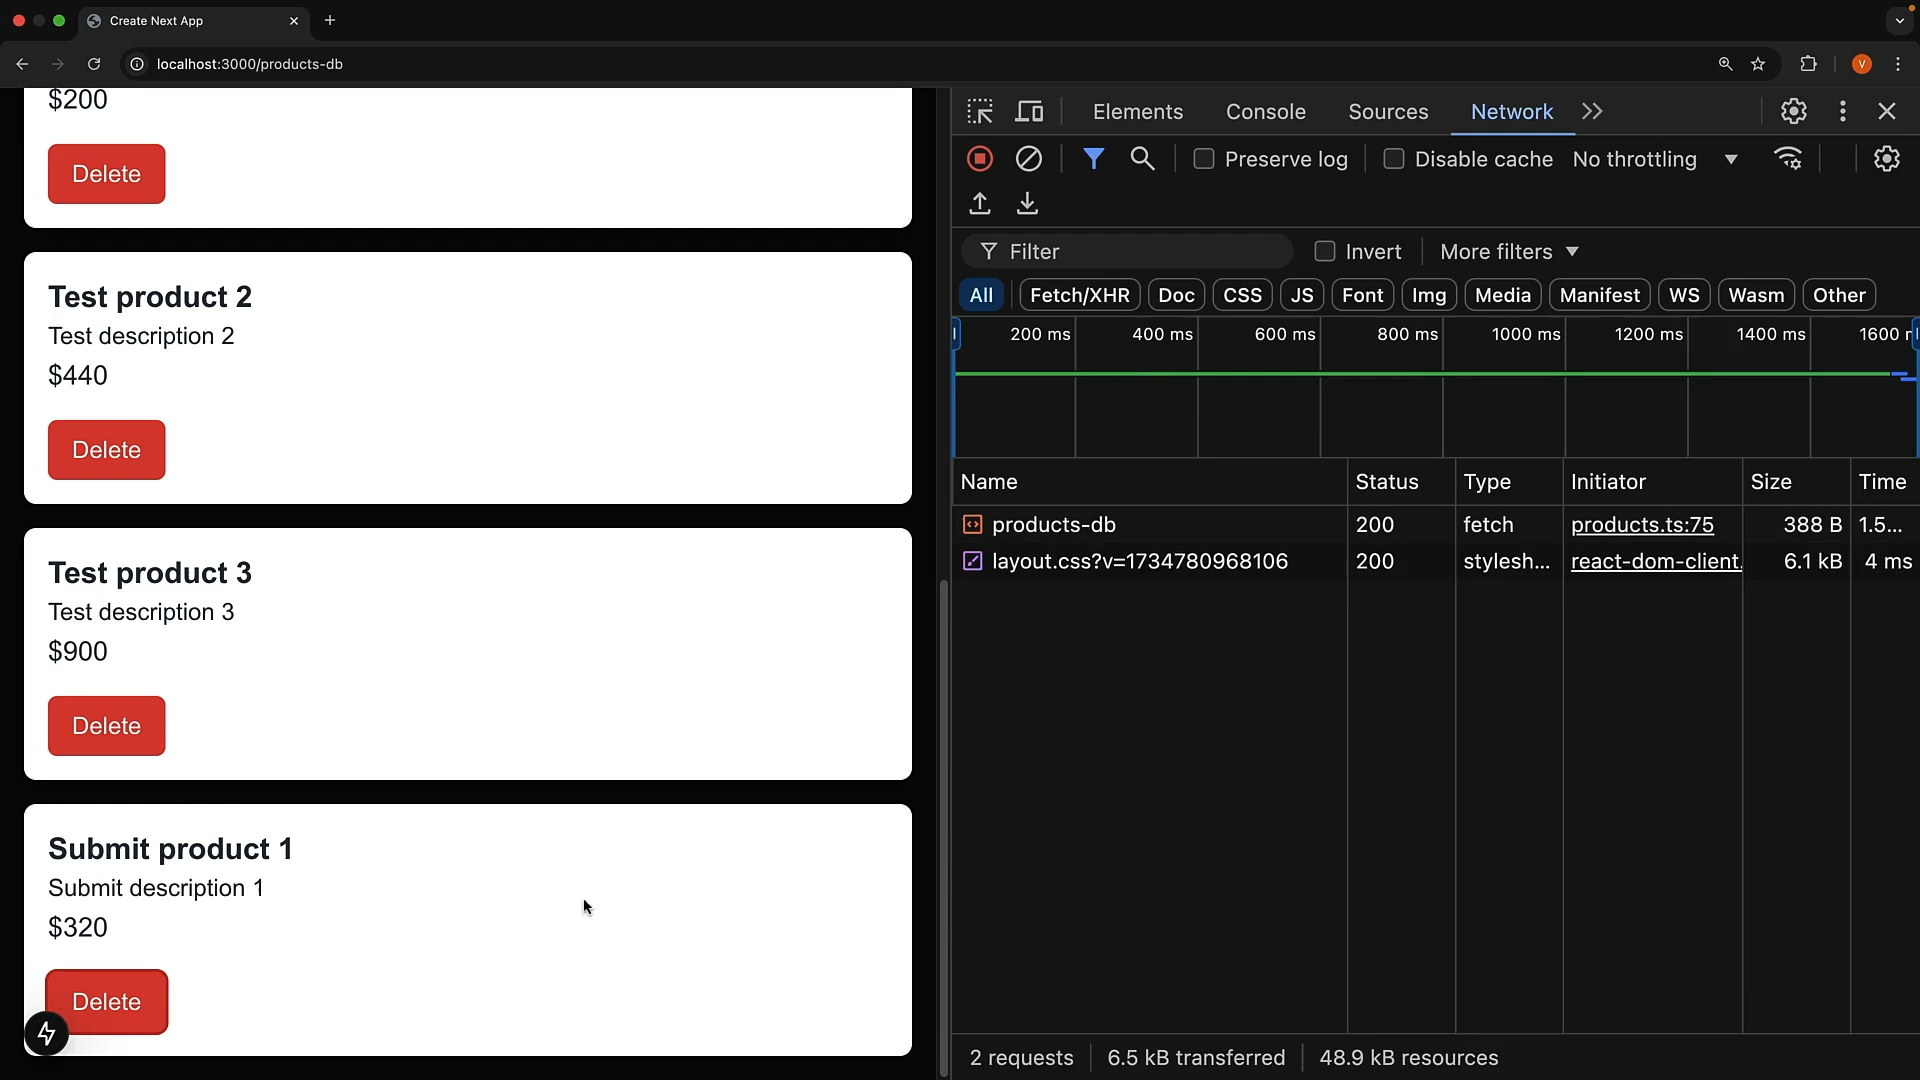 Create Next App
localhost:3000/products-db
V
$200
Delete
Test product 2
Test description 2
$440
Delete
Test product 3
Test description 3
$900
Delete
Submit product 1
Submit description 1
$320
Delete
Elements Console Sources Network
Preserve log Disable cache No throttling
Filter Invert More filters
All Fetch/XHR Doc CSS JS Font Img Media Manifest WS Wasm Other
200 ms 400 ms 600 ms 800 ms 1000 ms 1200 ms 1400 ms 1600
Name Status Type Initiator Size Time
products-db 200 fetch products.ts:75 388 B 1.5...
layout.css?v=1734780968106 200 stylesh... react-dom-client. 6.1 kB 4 ms
2 requests 6.5 kB transferred 48.9 kB resources